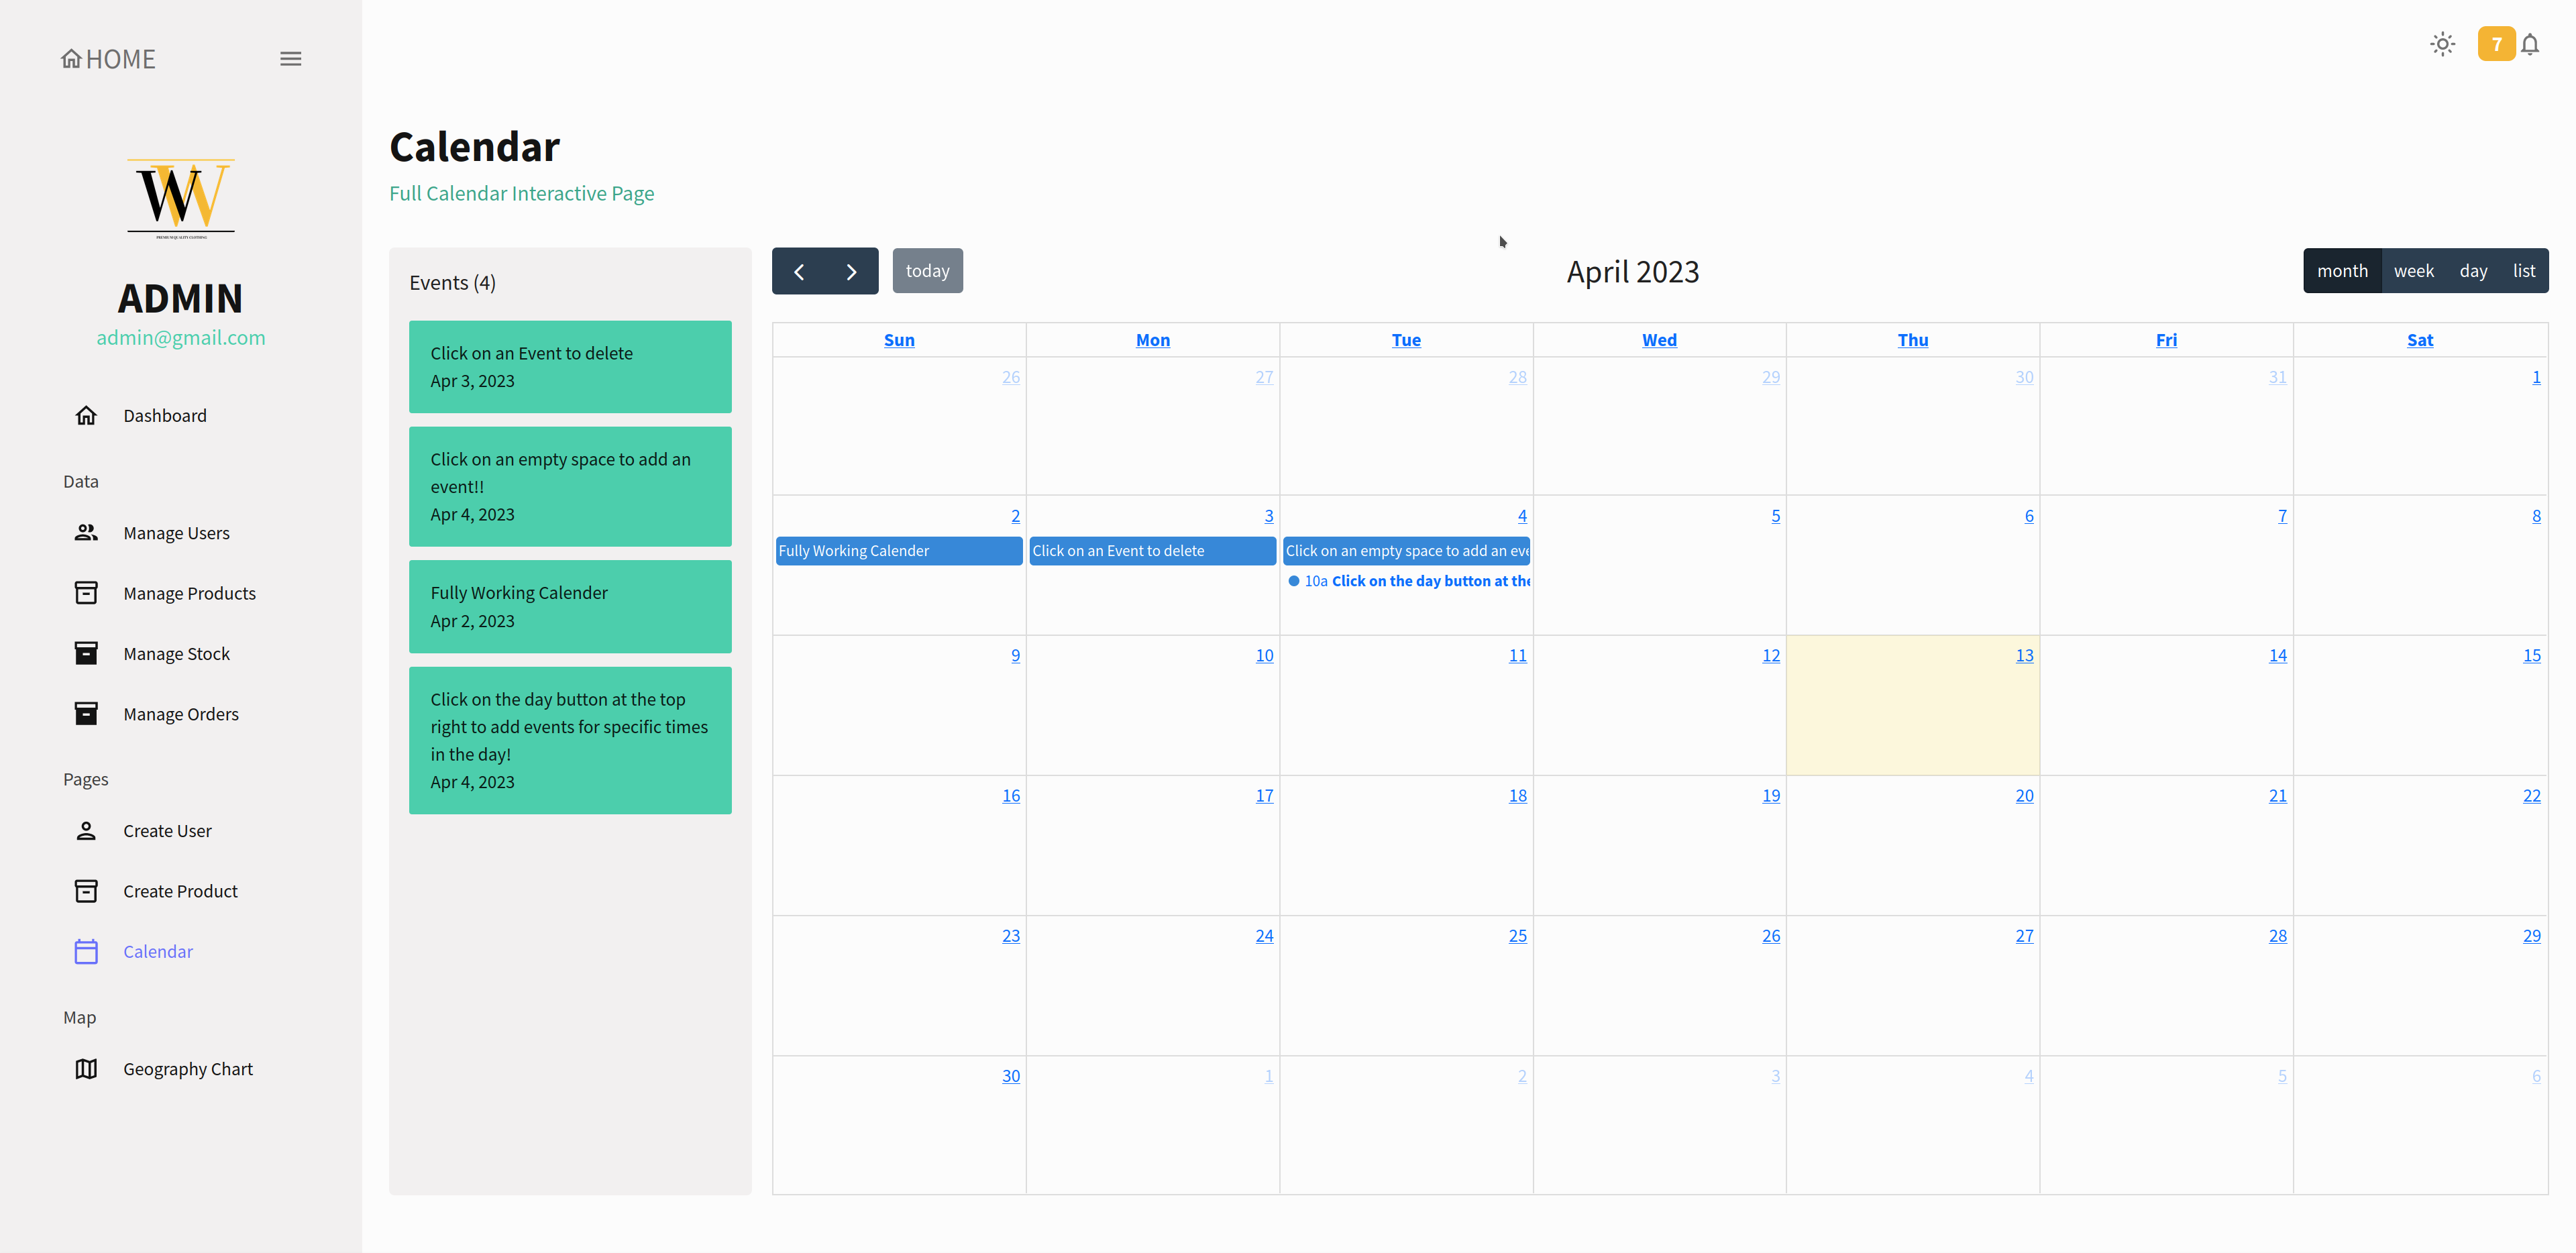 HOME
7
W W
PREMIUM QUALITY CLOTHING
ADMIN
admin@gmail.com
Dashboard
Data
Manage Users
Manage Products
Manage Stock
Manage Orders
Pages
Create User
Create Product
Calendar
Map
Geography Chart
Calendar
Full Calendar Interactive Page
Events (4)
Click on an Event to delete
Apr 3, 2023
Click on an empty space to add an
event!!
Apr 4, 2023
Fully Working Calender
Apr 2, 2023
Click on the day button at the top
right to add events for specific times
in the day!
Apr 4, 2023
today
April 2023
month week day list
Sun Mon Tue Wed Thu Fri Sat
26 27 28 29 30 31 1
2 3 4 5 6 7 8
Fully Working Calender Click on an Event to delete Click on an empty space to add an eve
10a Click on the day button at the
9 10 11 12 13 14 15
16 17 18 19 20 21 22
23 24 25 26 27 28 29
30 1 2 3 4 5 6